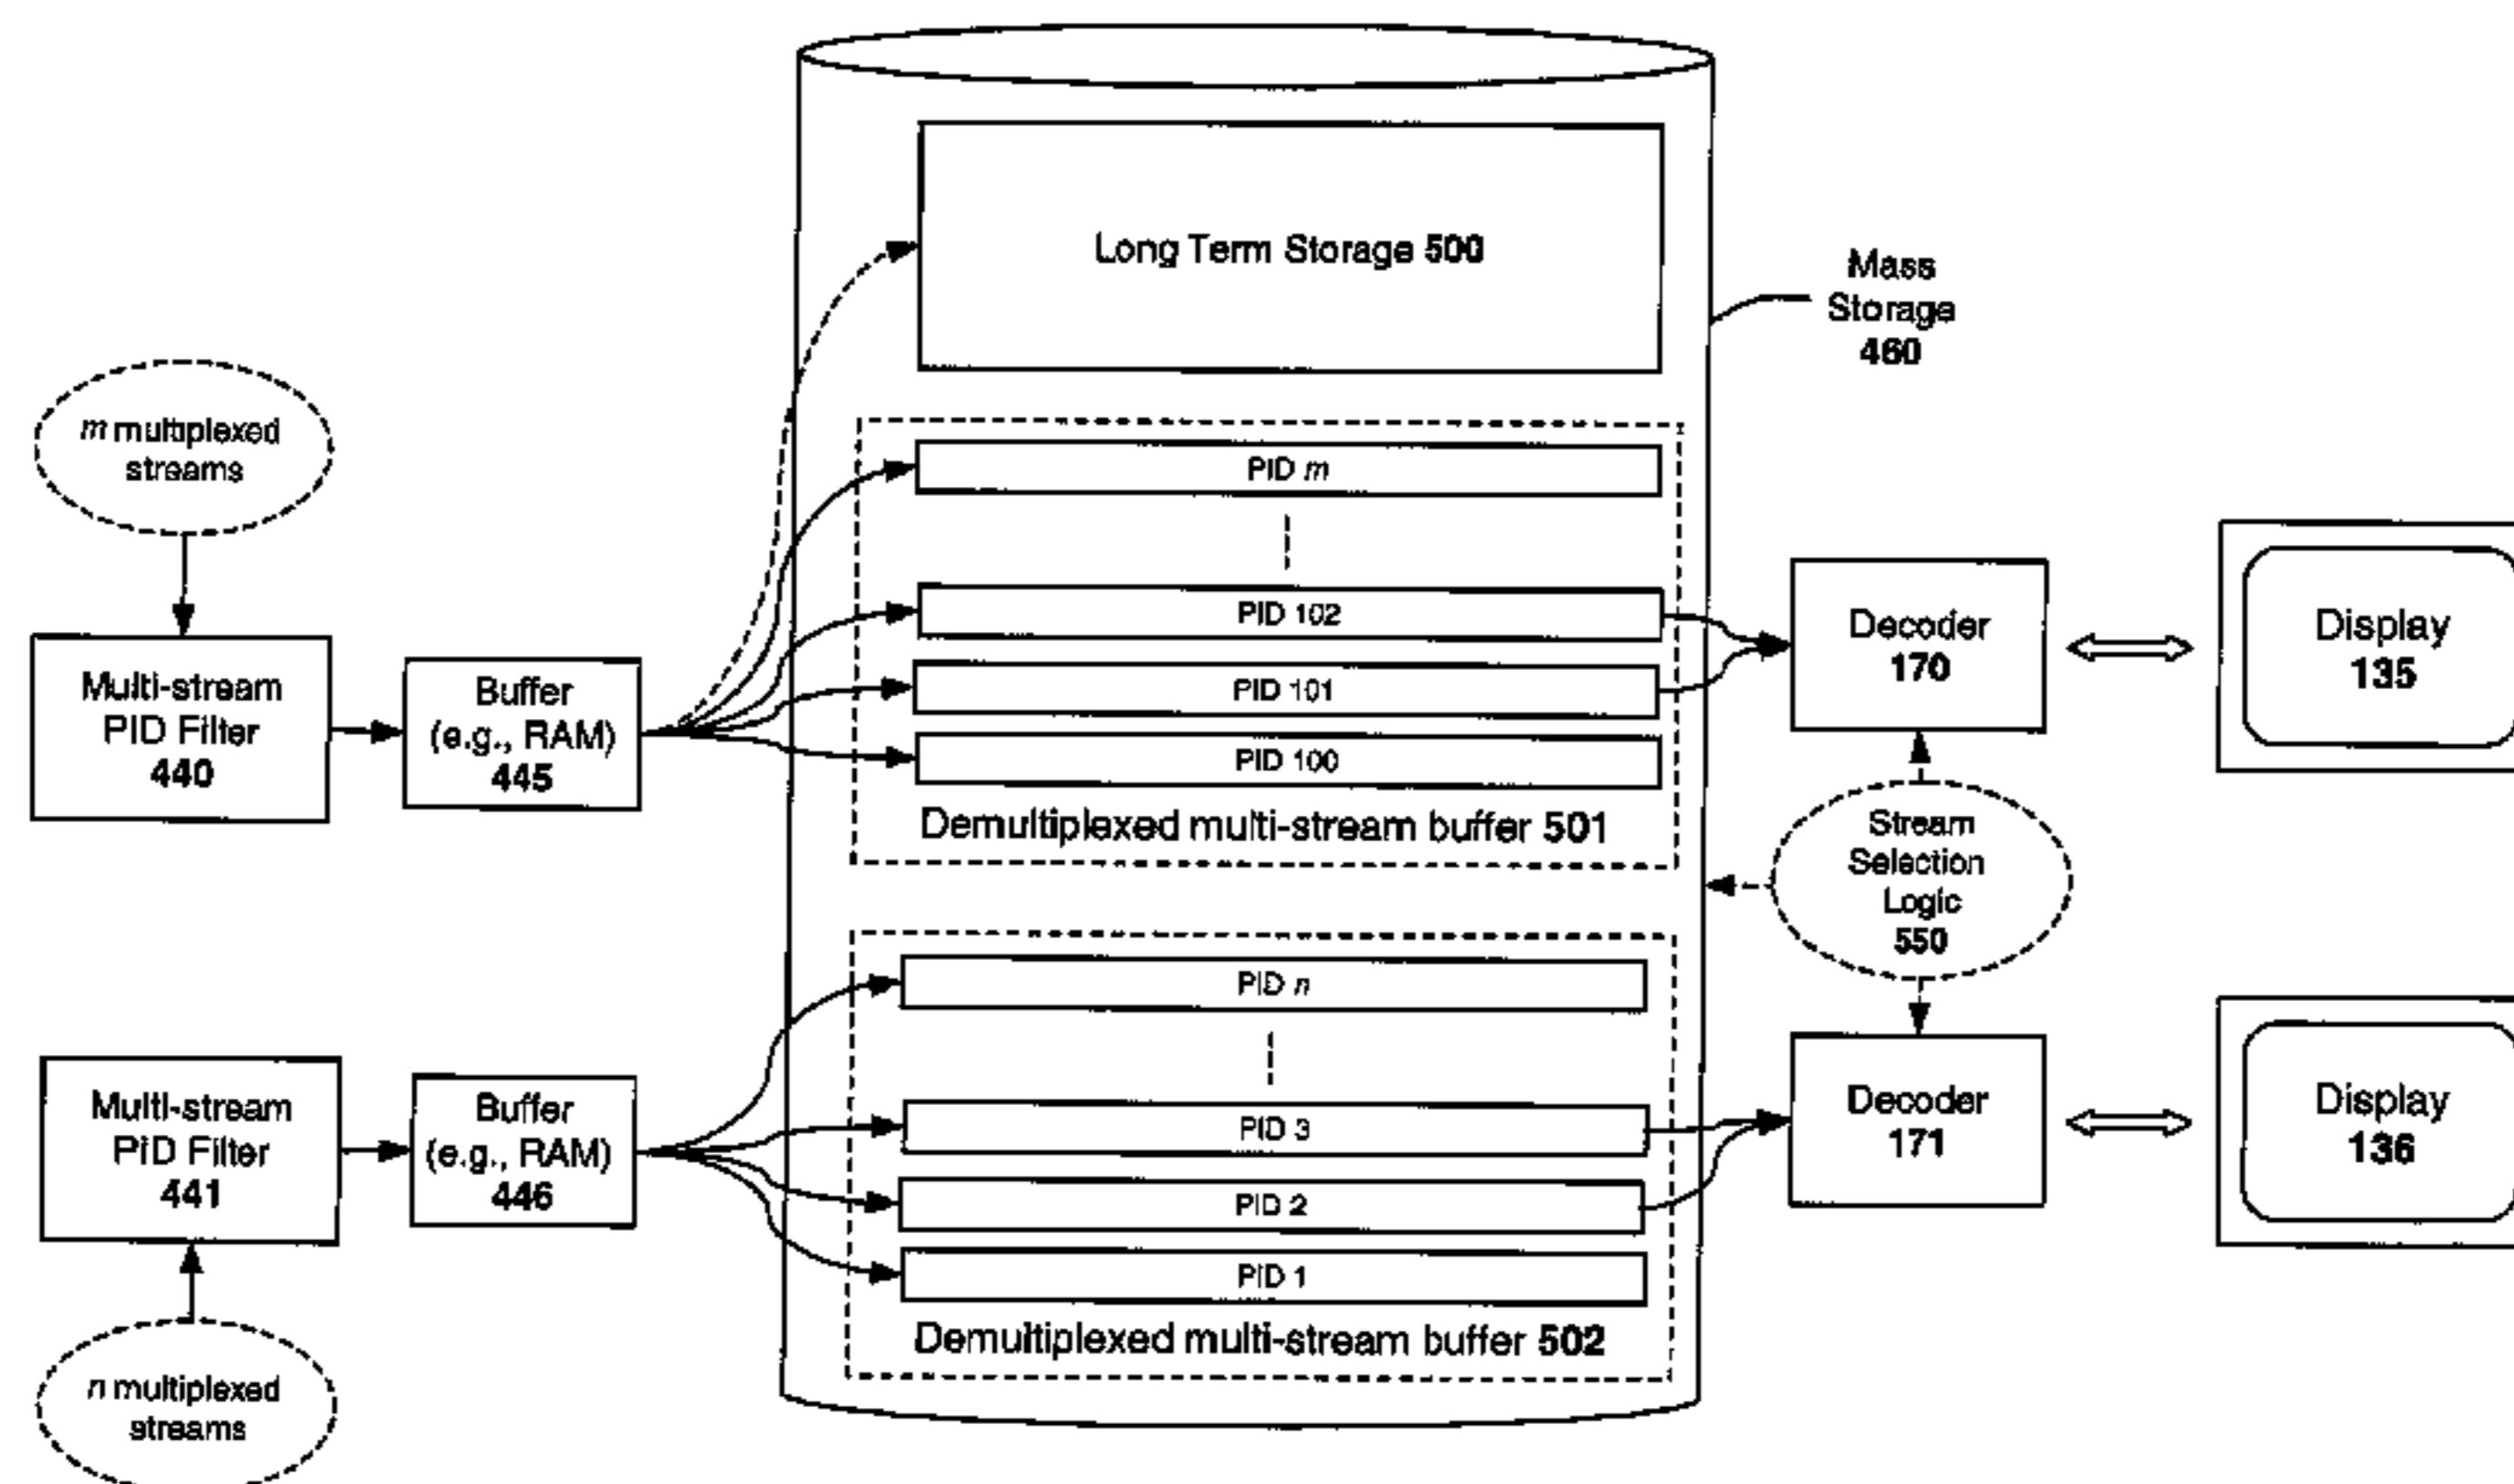 Long Term Storage 500
Mass
Storage
460
m multiplexed
streams
PID m
PID 102
PID 101
PID 100
Demultiplexed multi-stream buffer 501
Multi-stream
PID Filter
440
Buffer
(e.g., RAM)
445
Decoder
170
Display
135
Stream
Selection
Logic
550
PID n
PID 3
PID 2
PID 1
Demultiplexed multi-stream buffer 502
Multi-stream
PID Filter
441
Buffer
(e.g., RAM)
446
Decoder
171
Display
136
n multiplexed
streams